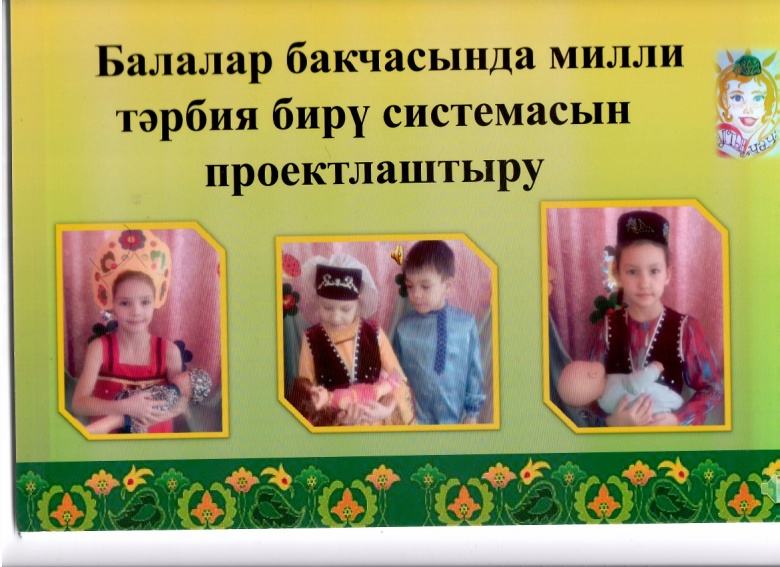 Балалар бакчасында милли
тәрбия бирү системасын
проектлаштыру